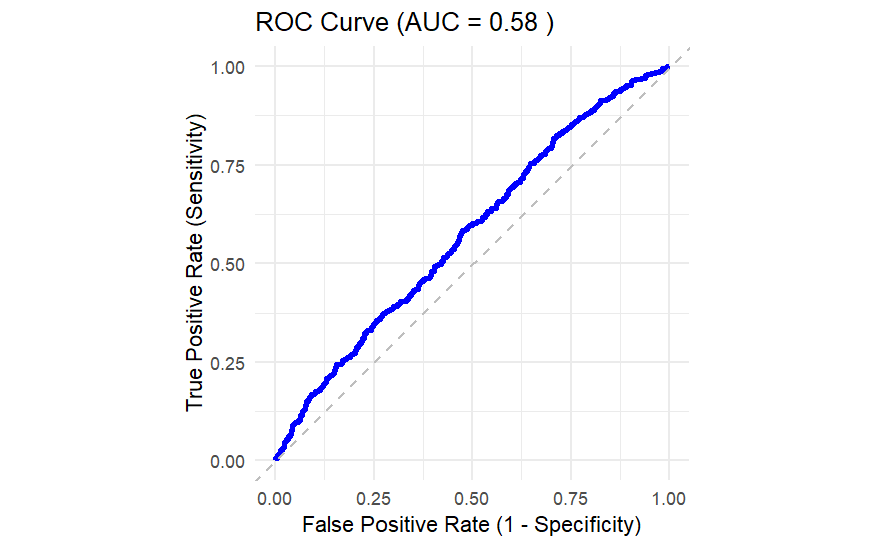 ROC Curve (AUC = 0.58 )
True Positive Rate (Sensitivity)
1.00
0.75
0.50
0.25
0.00
0.00 0.25 0.50 0.75 1.00
False Positive Rate (1 - Specificity)